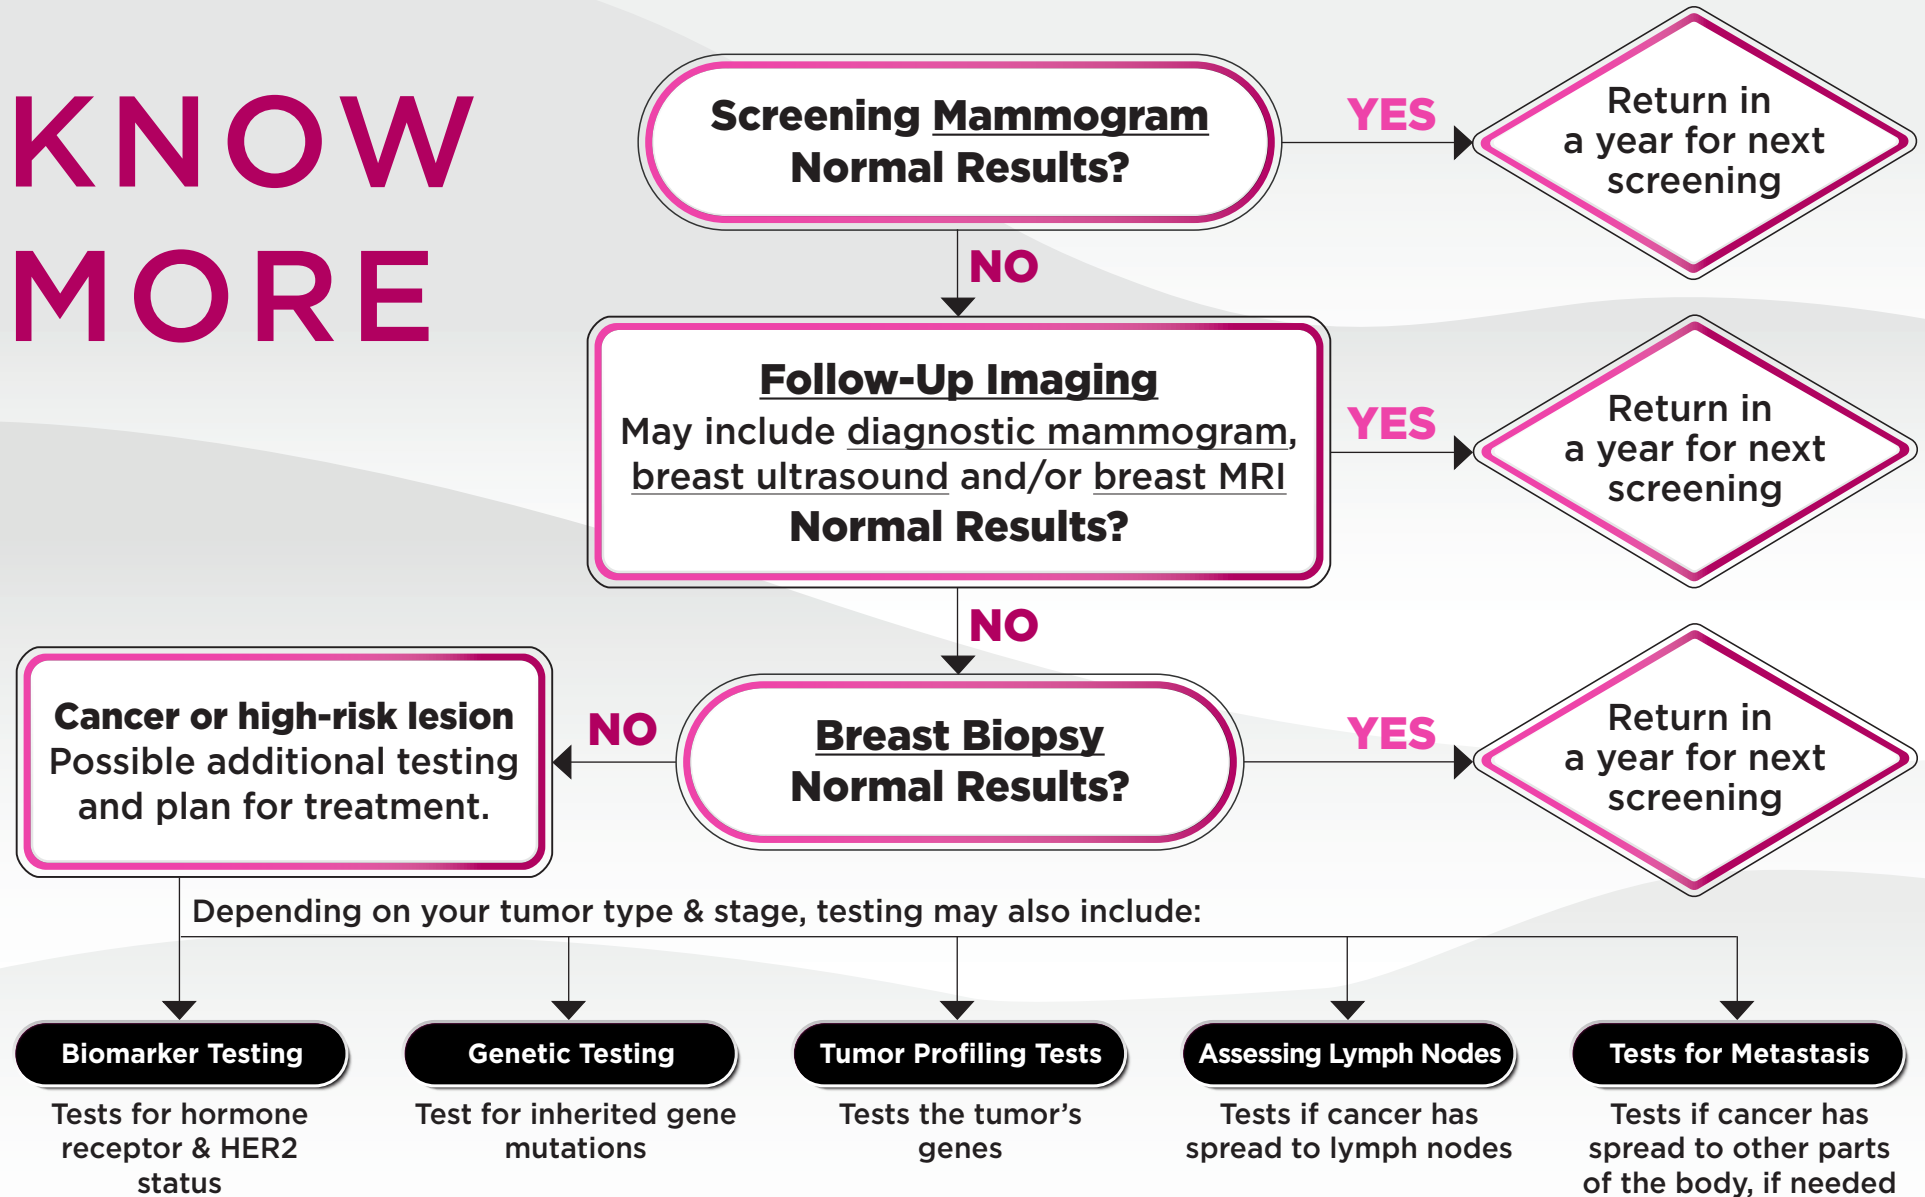 KNOW
MORE
Screening Mammogram
Normal Results?
YES
Return in
a year for next
screening
NO
Follow-Up Imaging
May include diagnostic mammogram,
breast ultrasound and/or breast MRI
Normal Results?
YES
Return in
a year for next
screening
NO
Breast Biopsy
Normal Results?
YES
Return in
a year for next
screening
NO
Cancer or high-risk lesion
Possible additional testing
and plan for treatment.
Depending on your tumor type & stage, testing may also include:
Biomarker Testing
Tests for hormone
receptor & HER2
status
Genetic Testing
Test for inherited gene
mutations
Tumor Profiling Tests
Tests the tumor’s
genes
Assessing Lymph Nodes
Tests if cancer has
spread to lymph nodes
Tests for Metastasis
Tests if cancer has
spread to other parts
of the body, if needed